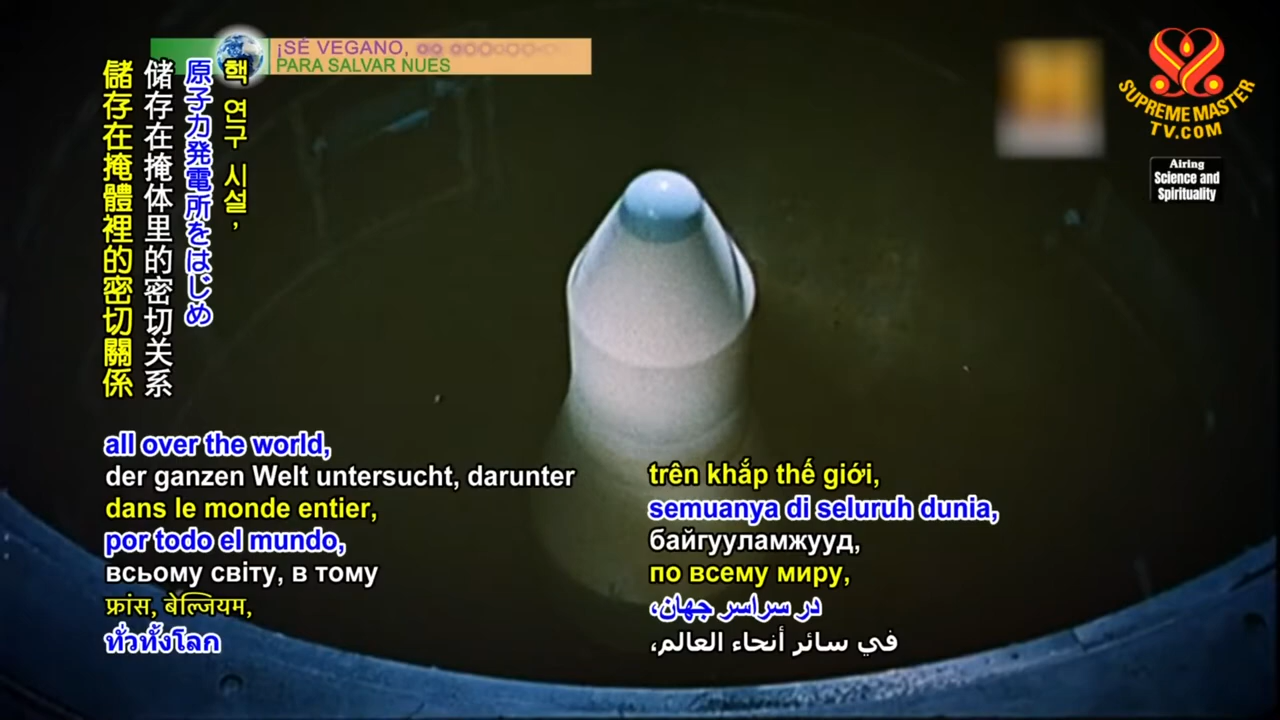 ¡SÉ VEGANO,
PARA SALVAR NUES
SUPREME MASTER
TV.COM
Airing
Science and
Spirituality
핵 연구 시설,
原子力発電所をはじめ
储存在掩体里的密切关系
儲存在掩體裡的密切關係
all over the world,
der ganzen Welt untersucht, darunter
dans le monde entier,
por todo el mundo,
всьому світу, в тому
फ्रांस, बेल्जियम,
ทั่วทั้งโลก
trên khắp thế giới,
semuanya di seluruh dunia,
байгууламжууд,
по всему миру,
در سراسر جهان،
في سائر أنحاء العالم،